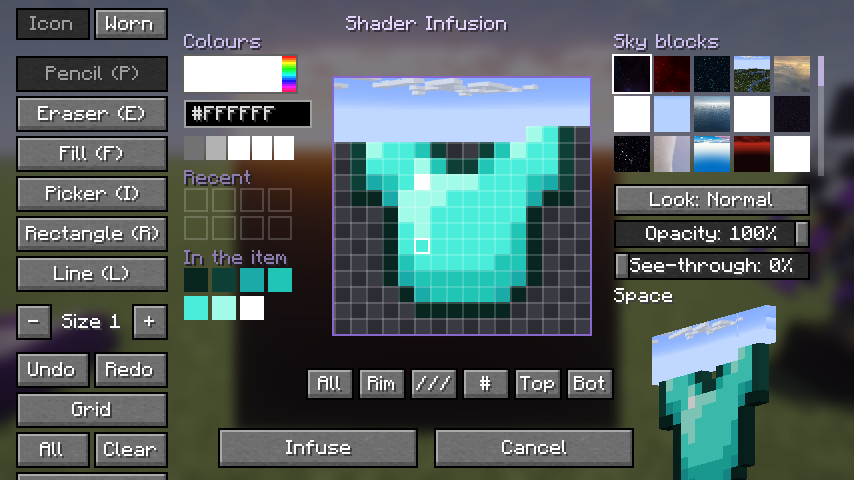 Icon
Worn
Shader Infusion
Colours
Sky blocks
Pencil (P)
#FFFFFF
Eraser (E)
Fill (F)
Recent
Picker (I)
Look: Normal
Rectangle (R)
Opacity: 100%
In the item
Line (L)
See-through: 0%
Space
-
Size 1
+
Undo
Redo
All
Rim
///
#
Top
Bot
Grid
All
Clear
Infuse
Cancel